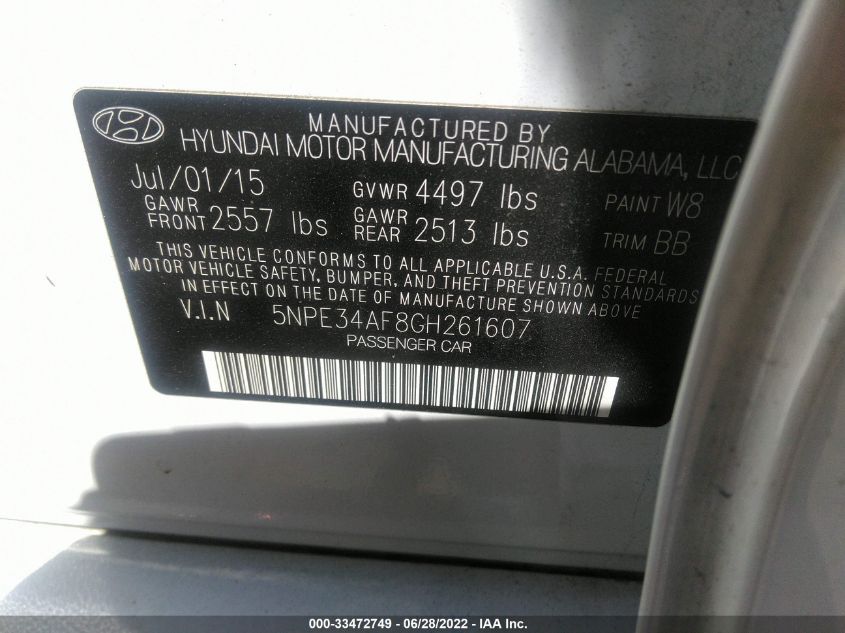 MANUFACTURED BY
HYUNDAI MOTOR MANUFACTURING ALABAMA, LLC
Jul/01/15 GVWR 4497 lbs PAINT W8
GAWR FRONT 2557 lbs GAWR REAR 2513 lbs TRIM BB
THIS VEHICLE CONFORMS TO ALL APPLICABLE U.S.A. FEDERAL
MOTOR VEHICLE SAFETY, BUMPER, AND THEFT PREVENTION STANDARDS
IN EFFECT ON THE DATE OF MANUFACTURE SHOWN ABOVE
V.I.N 5NPE34AF8GH261607
PASSENGER CAR
000-33472749 - 06/28/2022 - IAA Inc.